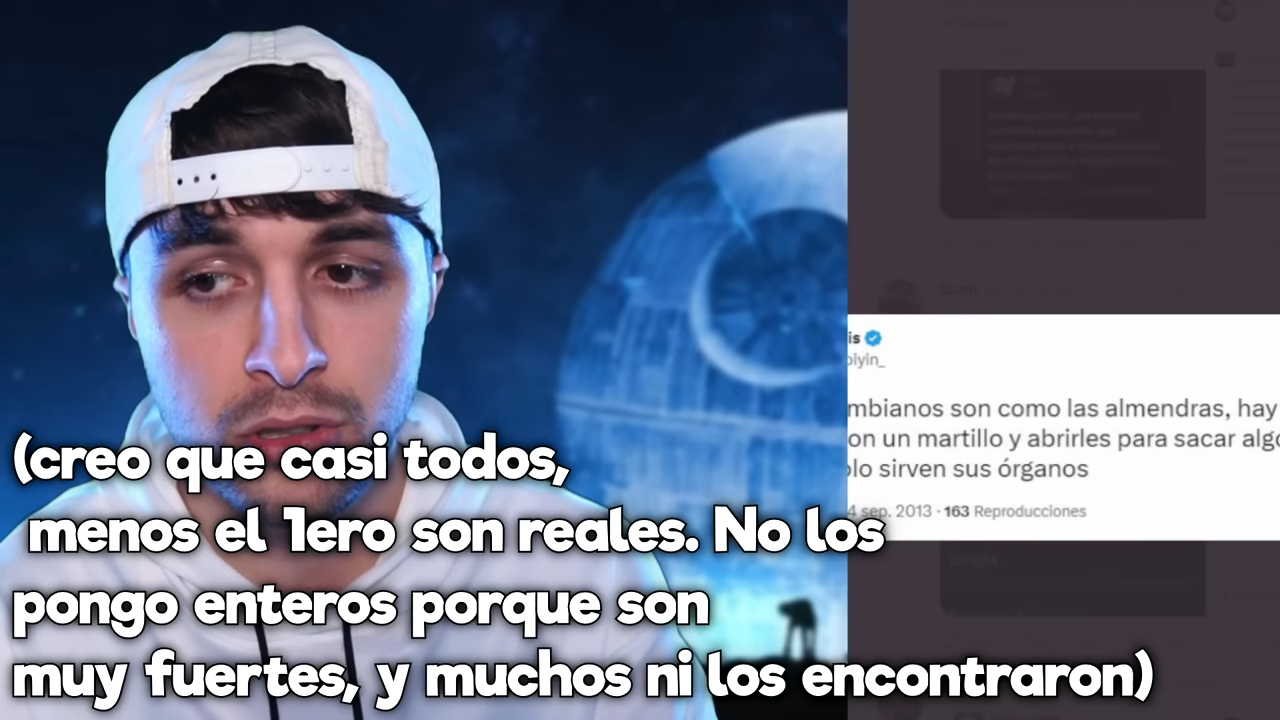 is
oiyin_
mbianos son como las almendras, hay
on un martillo y abrirles para sacar algo
olo sirven sus órganos
4 sep. 2013 · 163 Reproducciones
(creo que casi todos,
menos el 1ero son reales. No los
pongo enteros porque son
muy fuertes, y muchos ni los encontraron)